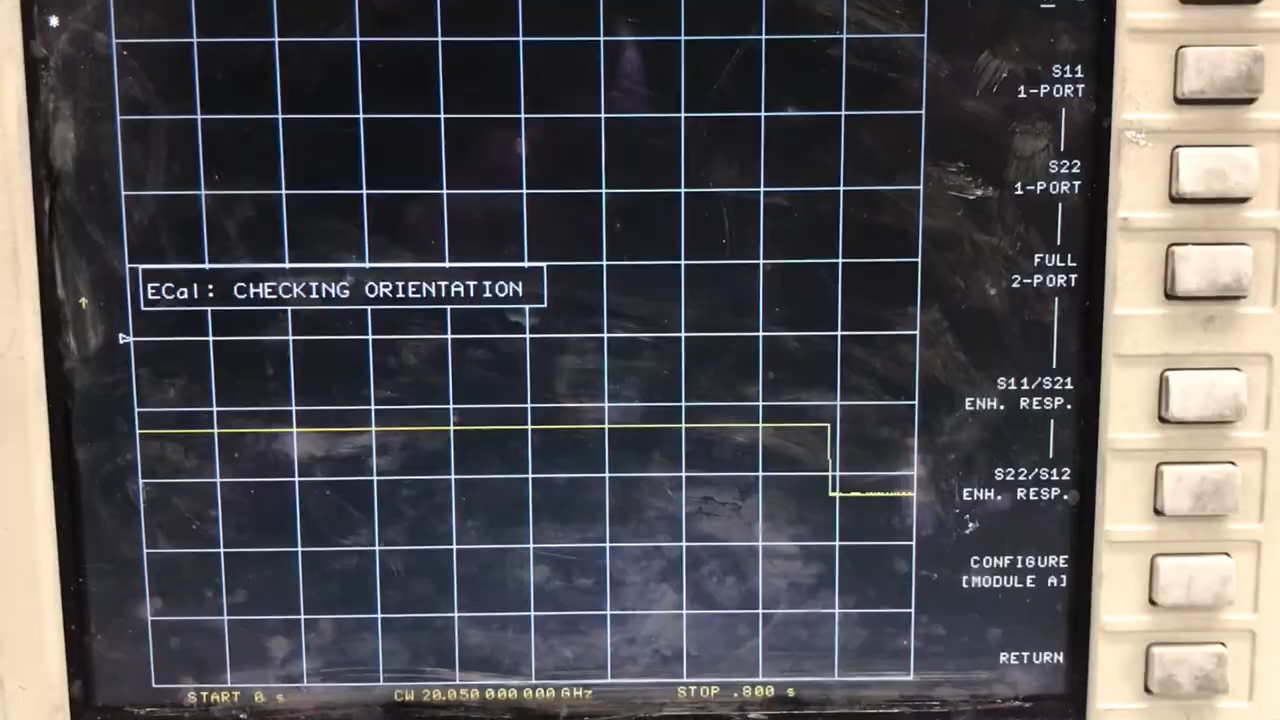 S11
1-PORT
S22
1-PORT
FULL
2-PORT
ECal: CHECKING ORIENTATION
S11/S21
ENH. RESP.
S22/S12
ENH. RESP.
CONFIGURE
[MODULE A]
RETURN
START 0 s
CW 20.050 000 000 GHz
STOP .800 s